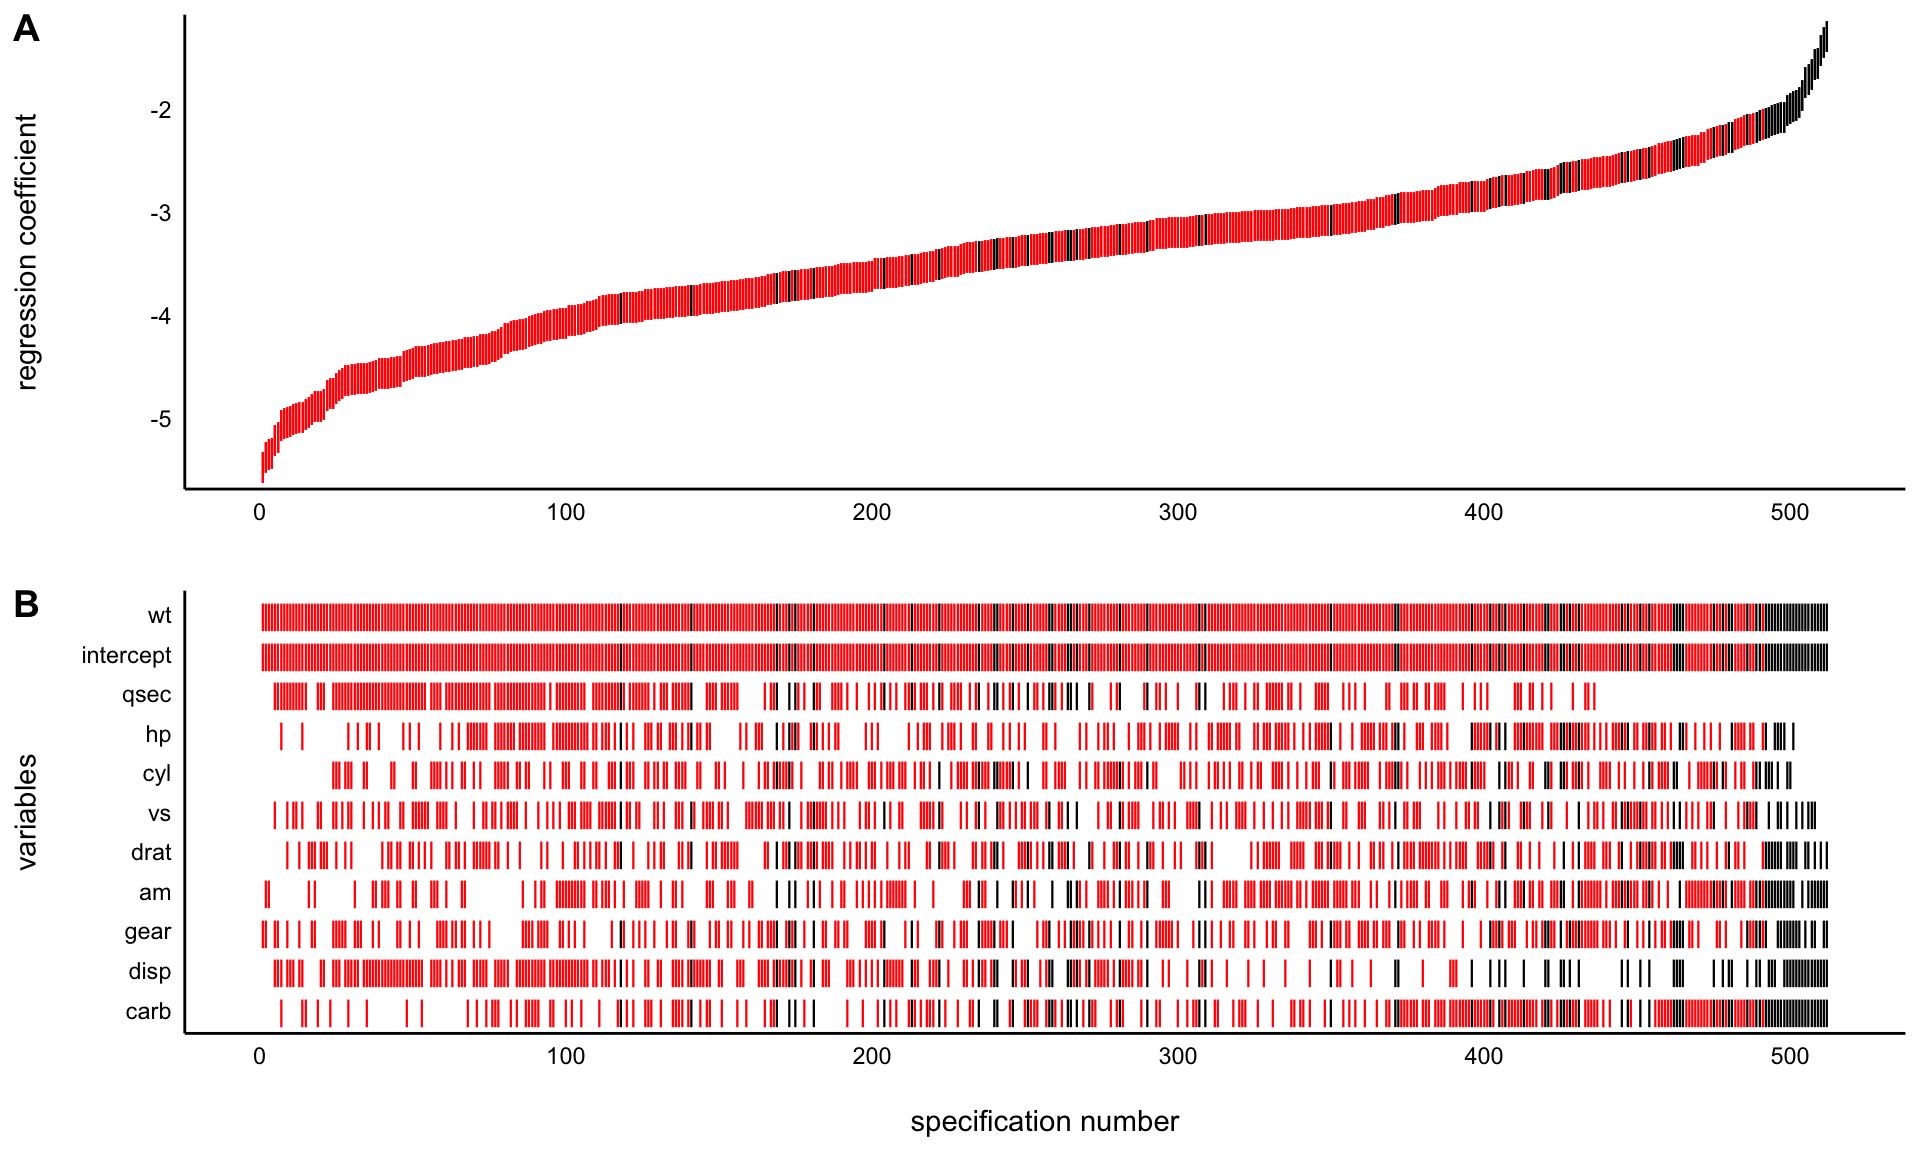 A
regression coefficient
-2
-3
-4
-5
0 100 200 300 400 500
B
variables
wt
intercept
qsec
hp
cyl
vs
drat
am
gear
disp
carb
0 100 200 300 400 500
specification number